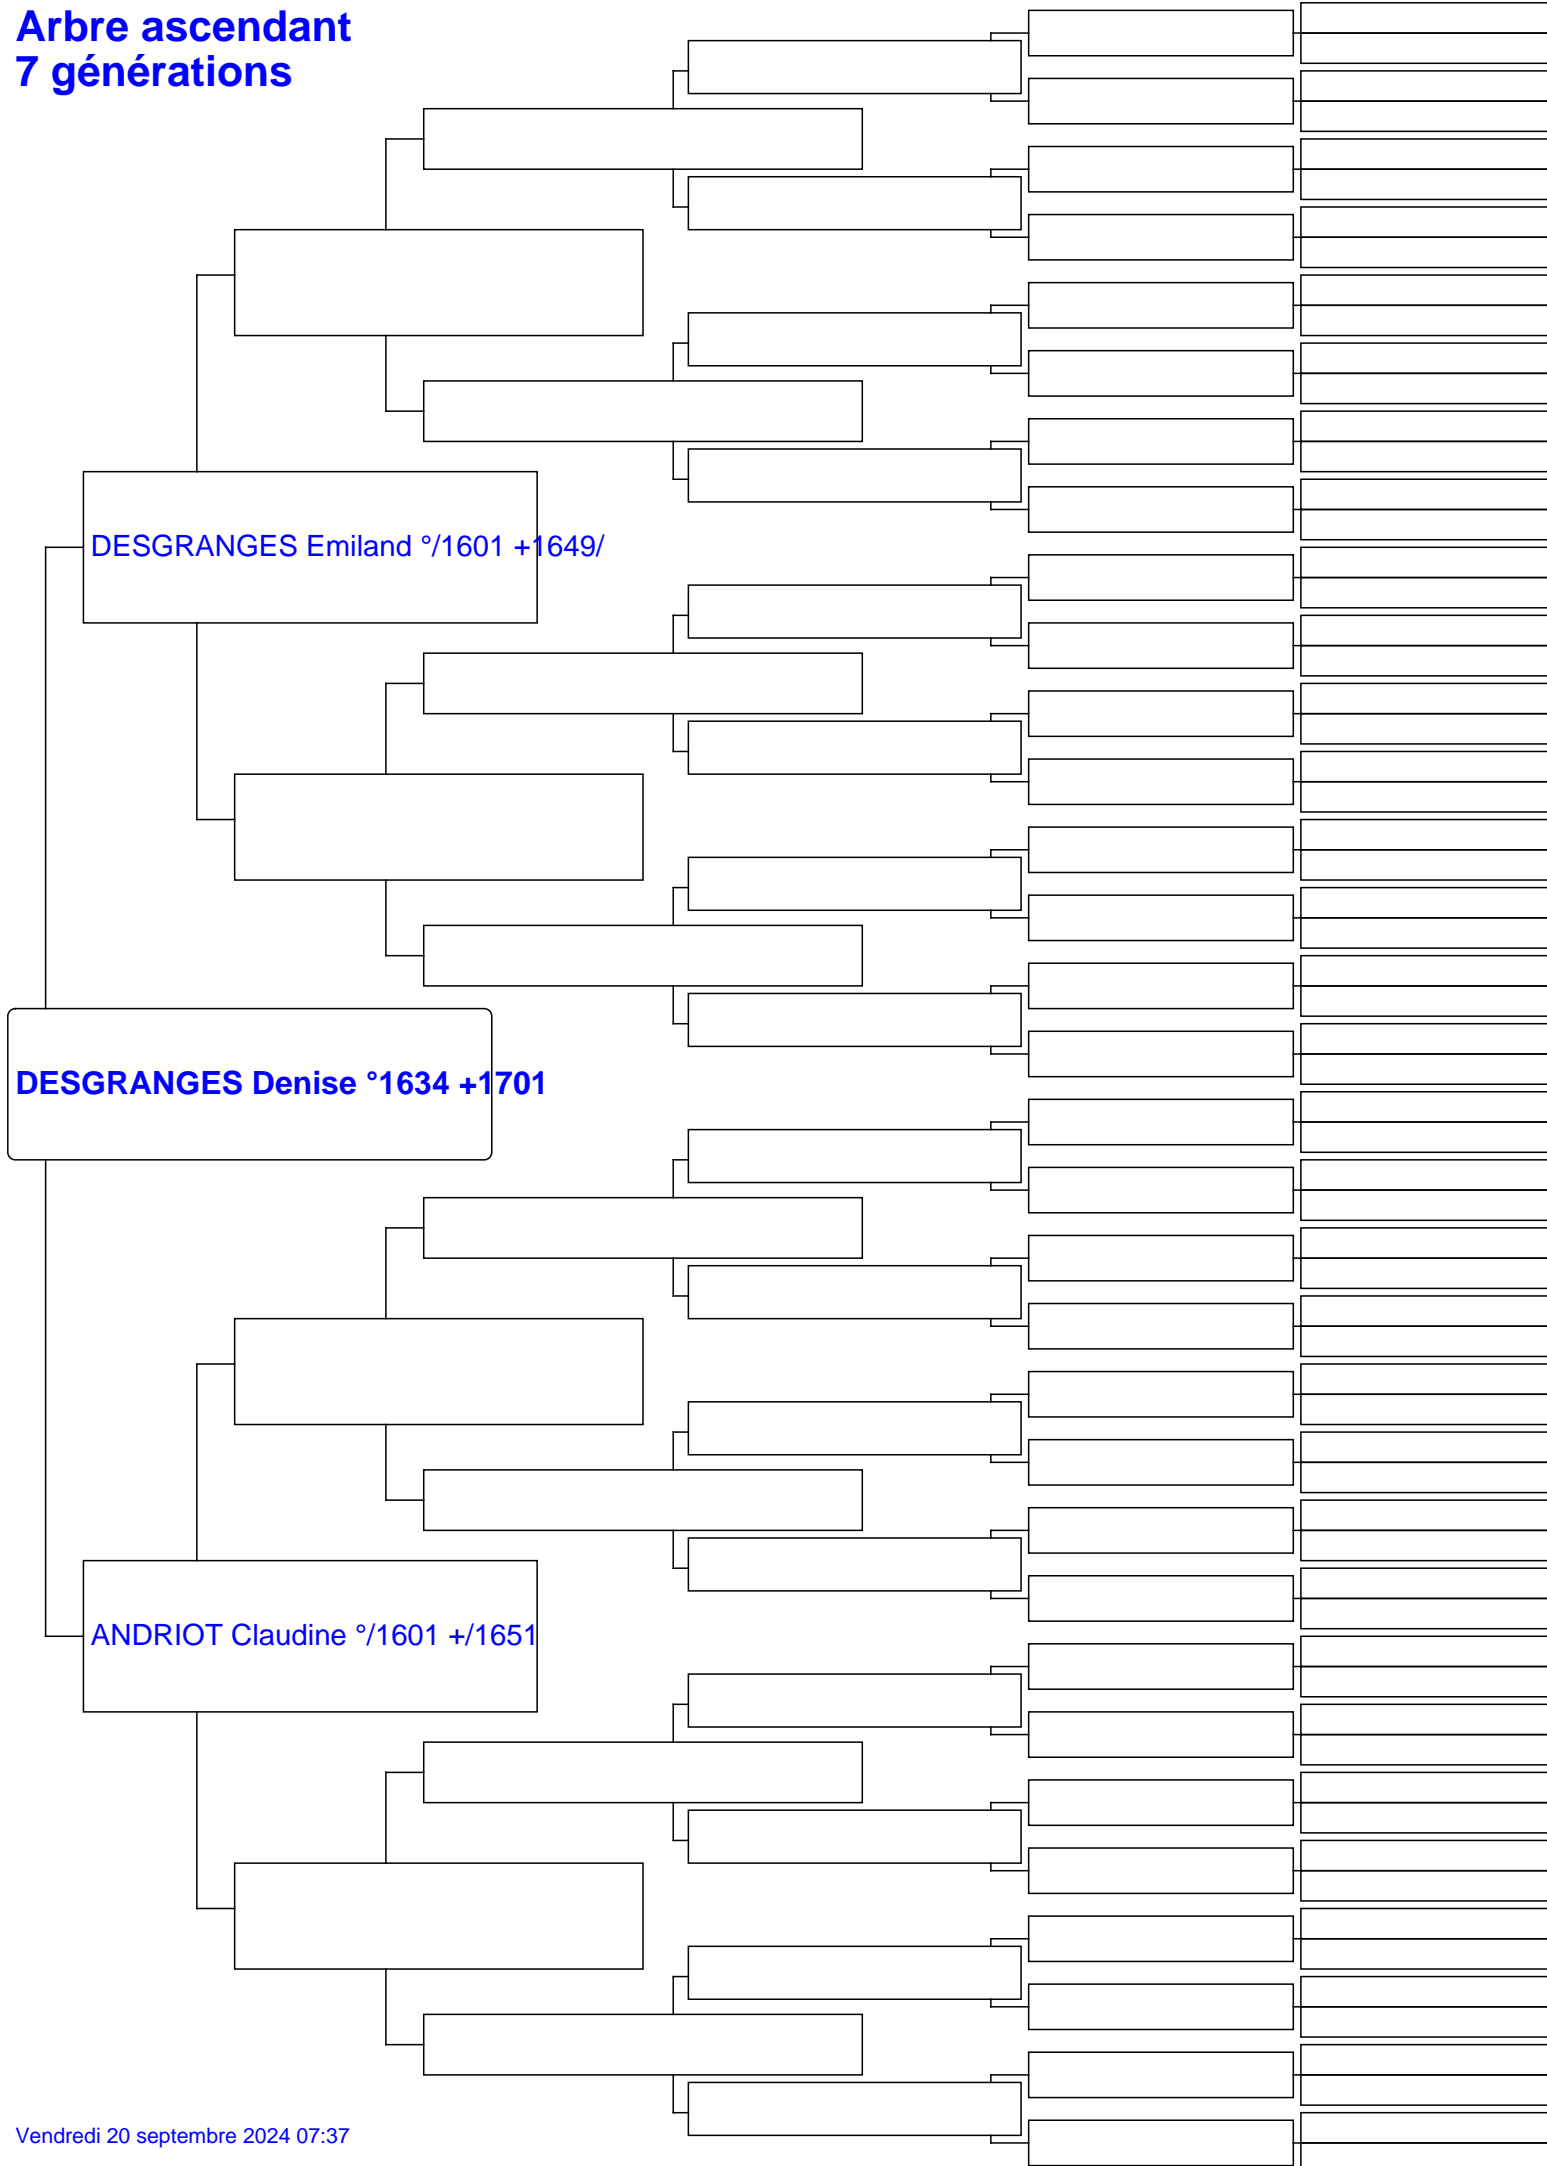 Arbre ascendant
7 générations
DESGRANGES Emiland °/1601 +1649/
DESGRANGES Denise °1634 +1701
ANDRIOT Claudine °/1601 +/1651
Vendredi 20 septembre 2024 07:37